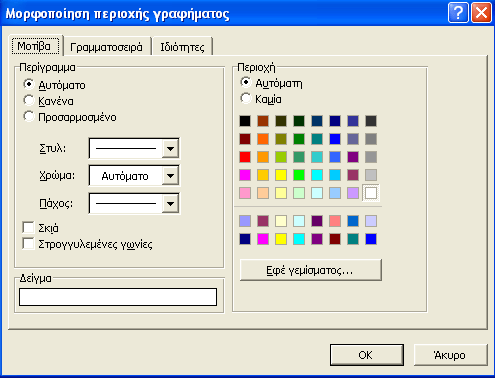 Μορφοποίηση περιοχής γραφήματος
Μοτίβα
Γραμματοσειρά
Ιδιότητες
Περίγραμμα
Αυτόματο
Κανένα
Προσαρμοσμένο
Στυλ:
Χρώμα:
Αυτόματο
Πάχος:
Σκιά
Στρογγυλεμένες γωνίες
Δείγμα
Περιοχή
Αυτόματη
Καμία
Εφέ γεμίσματος...
OK
Άκυρο